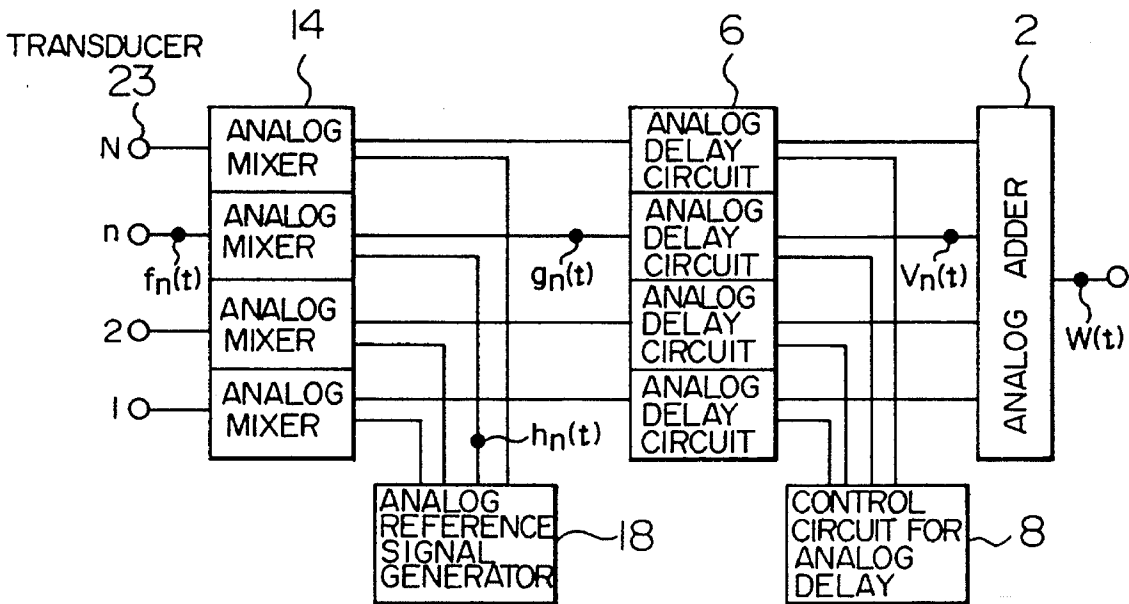 TRANSDUCER
23
14
6
2
N
ANALOG
MIXER
ANALOG
DELAY
CIRCUIT
n
fn(t)
ANALOG
MIXER
gn(t)
ANALOG
DELAY
CIRCUIT
Vn(t)
2
ANALOG
MIXER
ANALOG
DELAY
CIRCUIT
1
ANALOG
MIXER
ANALOG
DELAY
CIRCUIT
ANALOG ADDER
W(t)
hn(t)
ANALOG
REFERENCE
SIGNAL
GENERATOR
18
CONTROL
CIRCUIT FOR
ANALOG
DELAY
8